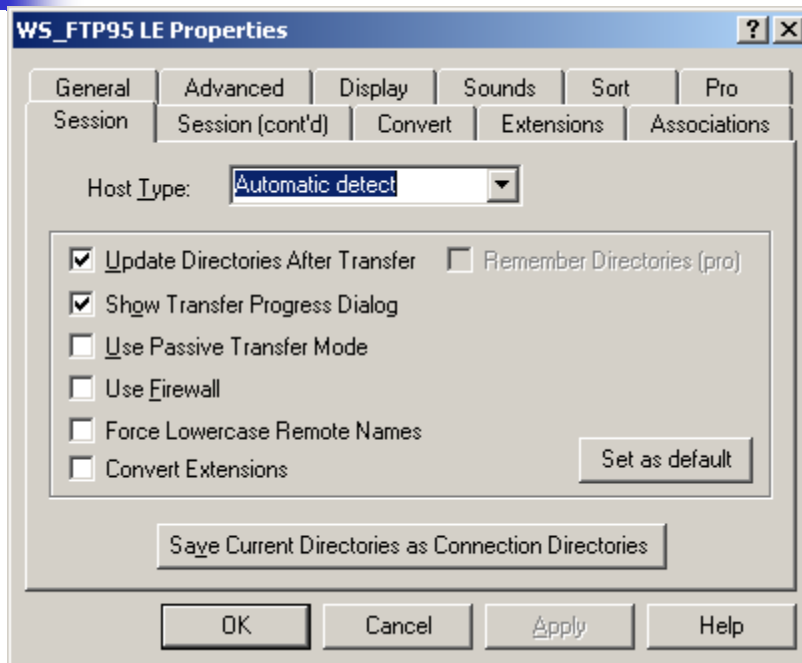 WS_FTP95 LE Properties
General Advanced Display Sounds Sort Pro
Session Session (cont'd) Convert Extensions Associations
Host Type: Automatic detect
Update Directories After Transfer Remember Directories (pro)
Show Transfer Progress Dialog
Use Passive Transfer Mode
Use Firewall
Force Lowercase Remote Names
Convert Extensions
Set as default
Save Current Directories as Connection Directories
OK Cancel Apply Help